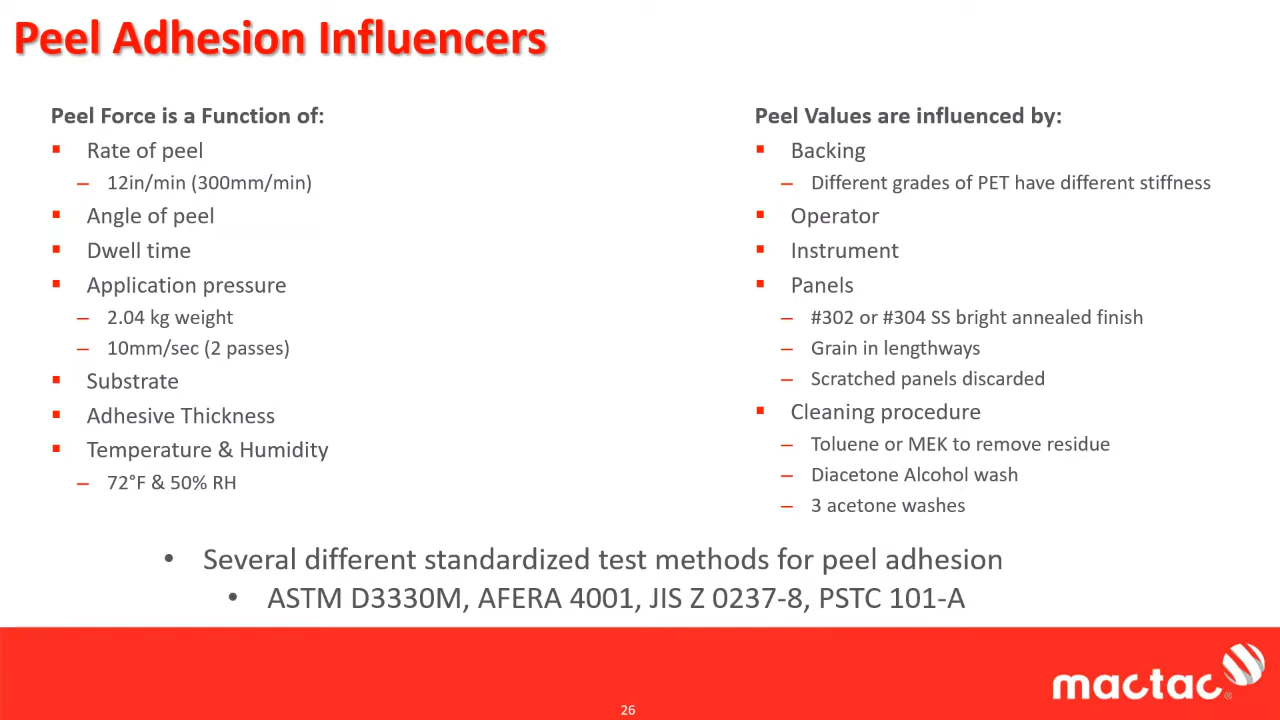 Peel Adhesion Influencers
Peel Force is a Function of:
▪ Rate of peel
– 12in/min (300mm/min)
▪ Angle of peel
▪ Dwell time
▪ Application pressure
– 2.04 kg weight
– 10mm/sec (2 passes)
▪ Substrate
▪ Adhesive Thickness
▪ Temperature & Humidity
– 72°F & 50% RH
Peel Values are influenced by:
▪ Backing
– Different grades of PET have different stiffness
▪ Operator
▪ Instrument
▪ Panels
– #302 or #304 SS bright annealed finish
– Grain in lengthways
– Scratched panels discarded
▪ Cleaning procedure
– Toluene or MEK to remove residue
– Diacetone Alcohol wash
– 3 acetone washes
• Several different standardized test methods for peel adhesion
• ASTM D3330M, AFERA 4001, JIS Z 0237-8, PSTC 101-A
mactac®
26